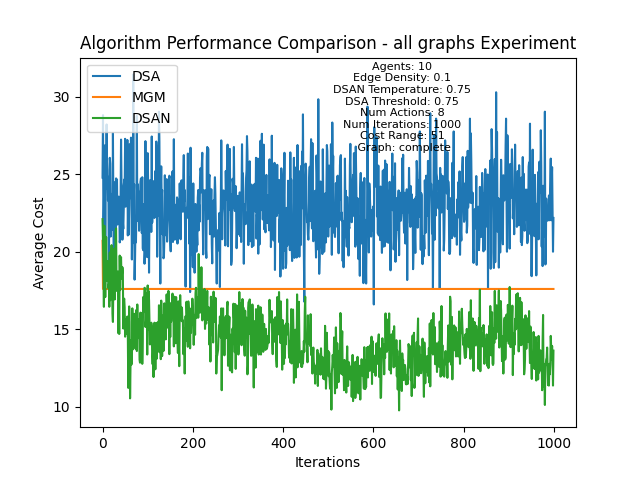 Algorithm Performance Comparison - all graphs Experiment
DSA
MGM
DSAN
Agents: 10
Edge Density: 0.1
DSAN Temperature: 0.75
DSA Threshold: 0.75
Num Actions: 8
Num Iterations: 1000
Cost Range: 51
Graph: complete
Average Cost
30
25
20
15
10
0
200
400
600
800
1000
Iterations